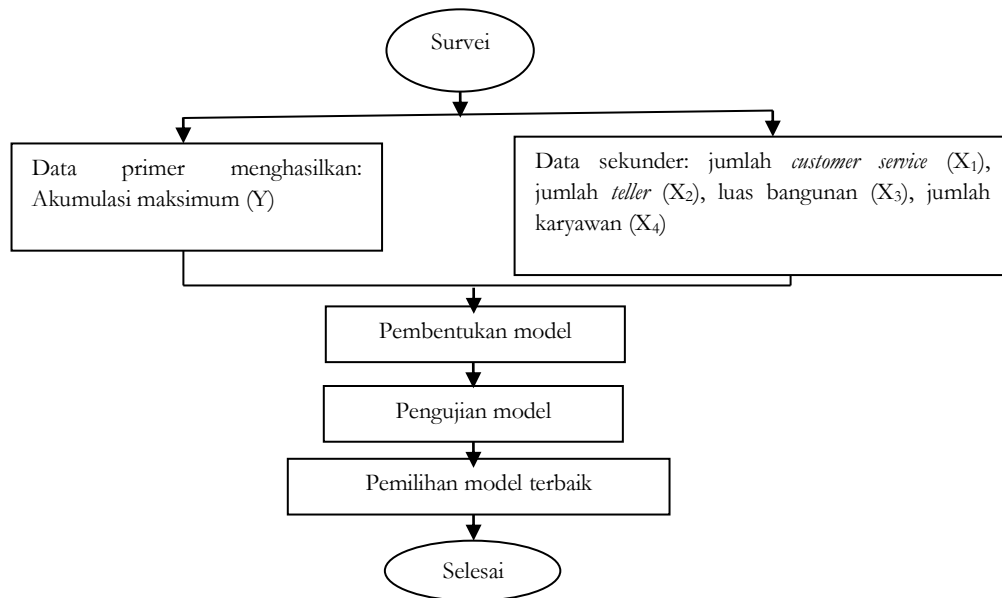 Survei
Data primer menghasilkan:
Akumulasi maksimum (Y)
Data sekunder: jumlah customer service (X₁),
jumlah teller (X₂), luas bangunan (X₃), jumlah
karyawan (X₄)
Pembentukan model
Pengujian model
Pemilihan model terbaik
Selesai